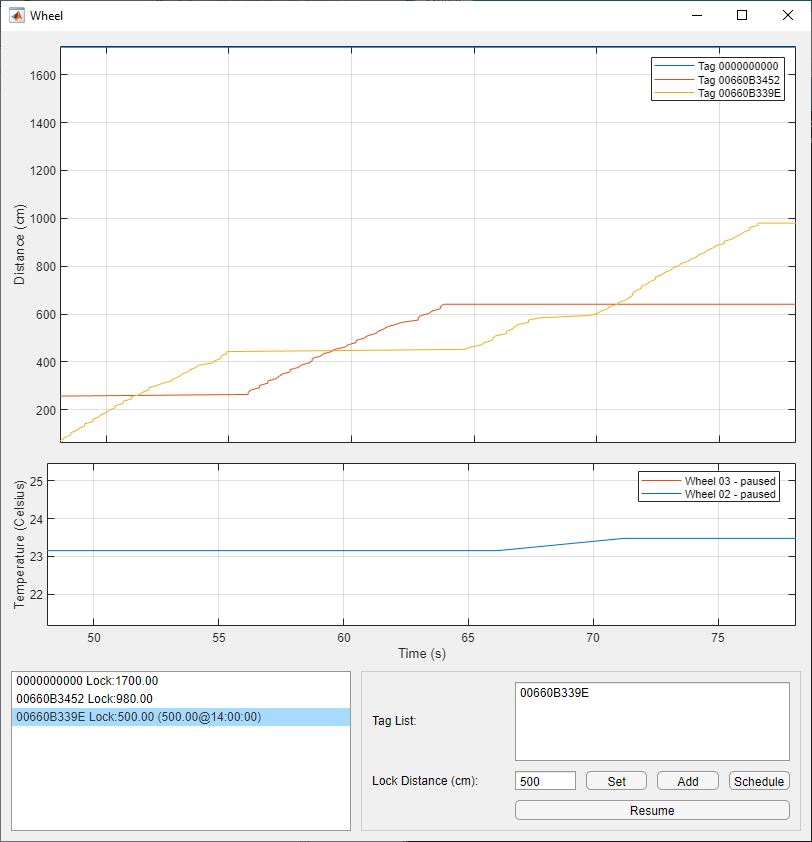 Wheel
1600
1400
1200
1000
800
600
400
200
Distance (cm)
Tag 0000000000
Tag 00660B3452
Tag 00660B339E
25
24
23
22
Temperature (Celsius)
Wheel 03 - paused
Wheel 02 - paused
50 55 60 65 70 75
Time (s)
0000000000 Lock:1700.00
00660B3452 Lock:980.00
00660B339E Lock:500.00 (500.00@14:00:00)
Tag List:
00660B339E
Lock Distance (cm): 500 Set Add Schedule
Resume